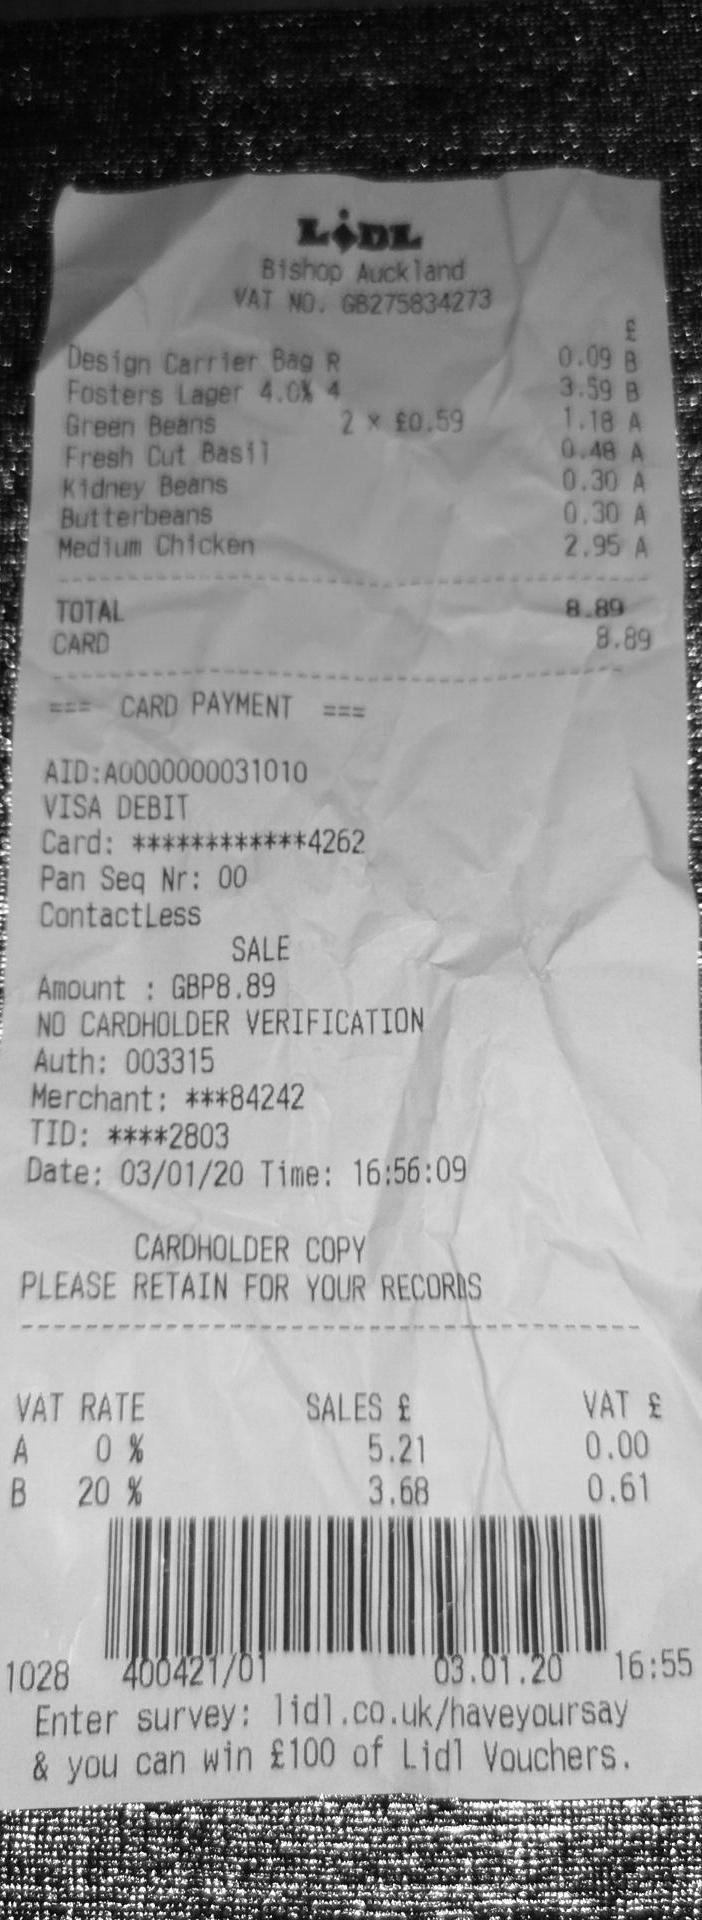 LiDL
Bishop Auckland
VAT NO. GB275834273
£
Design Carrier Bag R 0.09 B
Fosters Lager 4.0% 4 3.59 B
Green Beans 2 x £0.59 1.18 A
Fresh Cut Basil 0.48 A
Kidney Beans 0.30 A
Butterbeans 0.30 A
Medium Chicken 2.95 A
TOTAL 8.89
CARD 8.89
=== CARD PAYMENT ===
AID:A0000000031010
VISA DEBIT
Card: ************4262
Pan Seq Nr: 00
ContactLess
SALE
Amount : GBP8.89
NO CARDHOLDER VERIFICATION
Auth: 003315
Merchant: ***84242
TID: ****2803
Date: 03/01/20 Time: 16:56:09
CARDHOLDER COPY
PLEASE RETAIN FOR YOUR RECORDS
VAT RATE SALES £ VAT £
A 0 % 5.21 0.00
B 20 % 3.68 0.61
1028 400421/01 03.01.20 16:55
Enter survey: lidl.co.uk/haveyoursay
& you can win £100 of Lidl Vouchers.